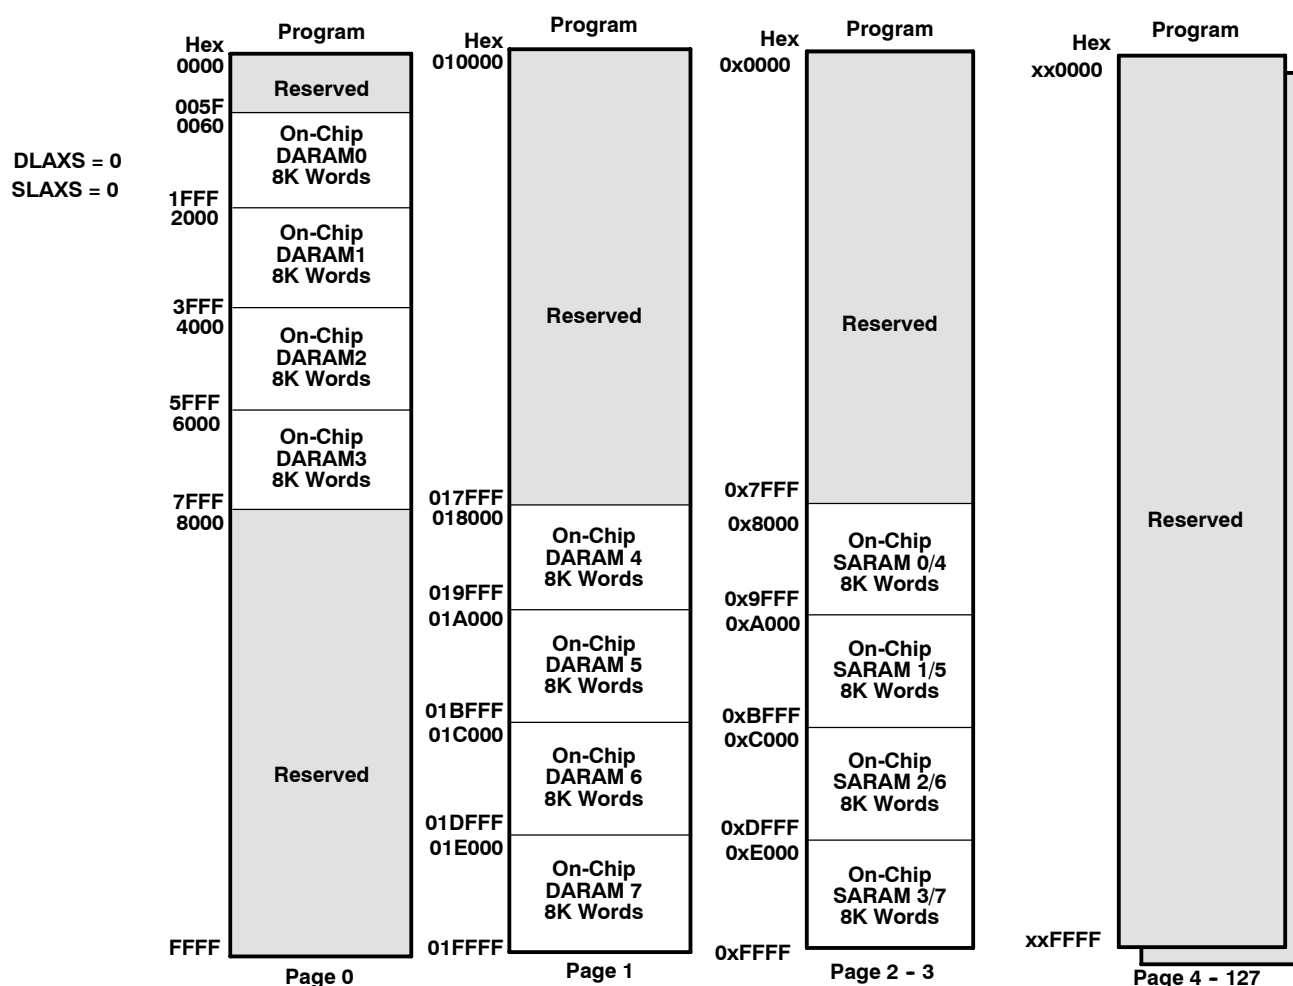 DLAXS = 0
SLAXS = 0
Hex
Program
0000
Reserved
005F
0060
On-Chip
DARAM0
8K Words
1FFF
2000
On-Chip
DARAM1
8K Words
3FFF
4000
On-Chip
DARAM2
8K Words
5FFF
6000
On-Chip
DARAM3
8K Words
7FFF
8000
Reserved
FFFF
Page 0
Hex
Program
010000
Reserved
017FFF
018000
On-Chip
DARAM 4
8K Words
019FFF
01A000
On-Chip
DARAM 5
8K Words
01BFFF
01C000
On-Chip
DARAM 6
8K Words
01DFFF
01E000
On-Chip
DARAM 7
8K Words
01FFFF
Page 1
Hex
Program
0x0000
Reserved
0x7FFF
0x8000
On-Chip
SARAM 0/4
8K Words
0x9FFF
0xA000
On-Chip
SARAM 1/5
8K Words
0xBFFF
0xC000
On-Chip
SARAM 2/6
8K Words
0xDFFF
0xE000
On-Chip
SARAM 3/7
8K Words
0xFFFF
Page 2 - 3
Hex
Program
xx0000
Reserved
xxFFFF
Page 4 - 127